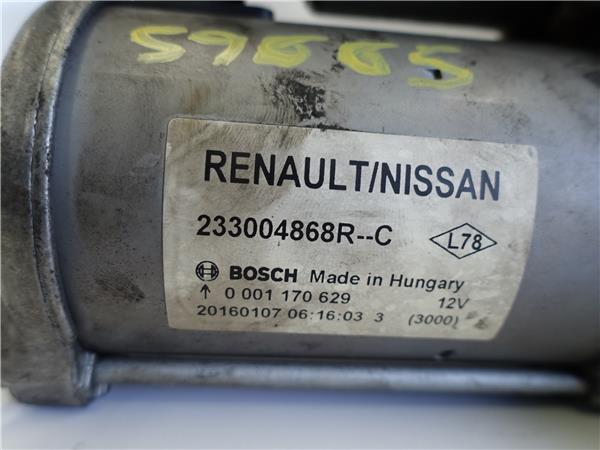 59885
RENAULT/NISSAN
233004868R--C
L78
BOSCH Made in Hungary
↑ 0 001 170 629 12V
20160107 06:16:03 3 (3000)